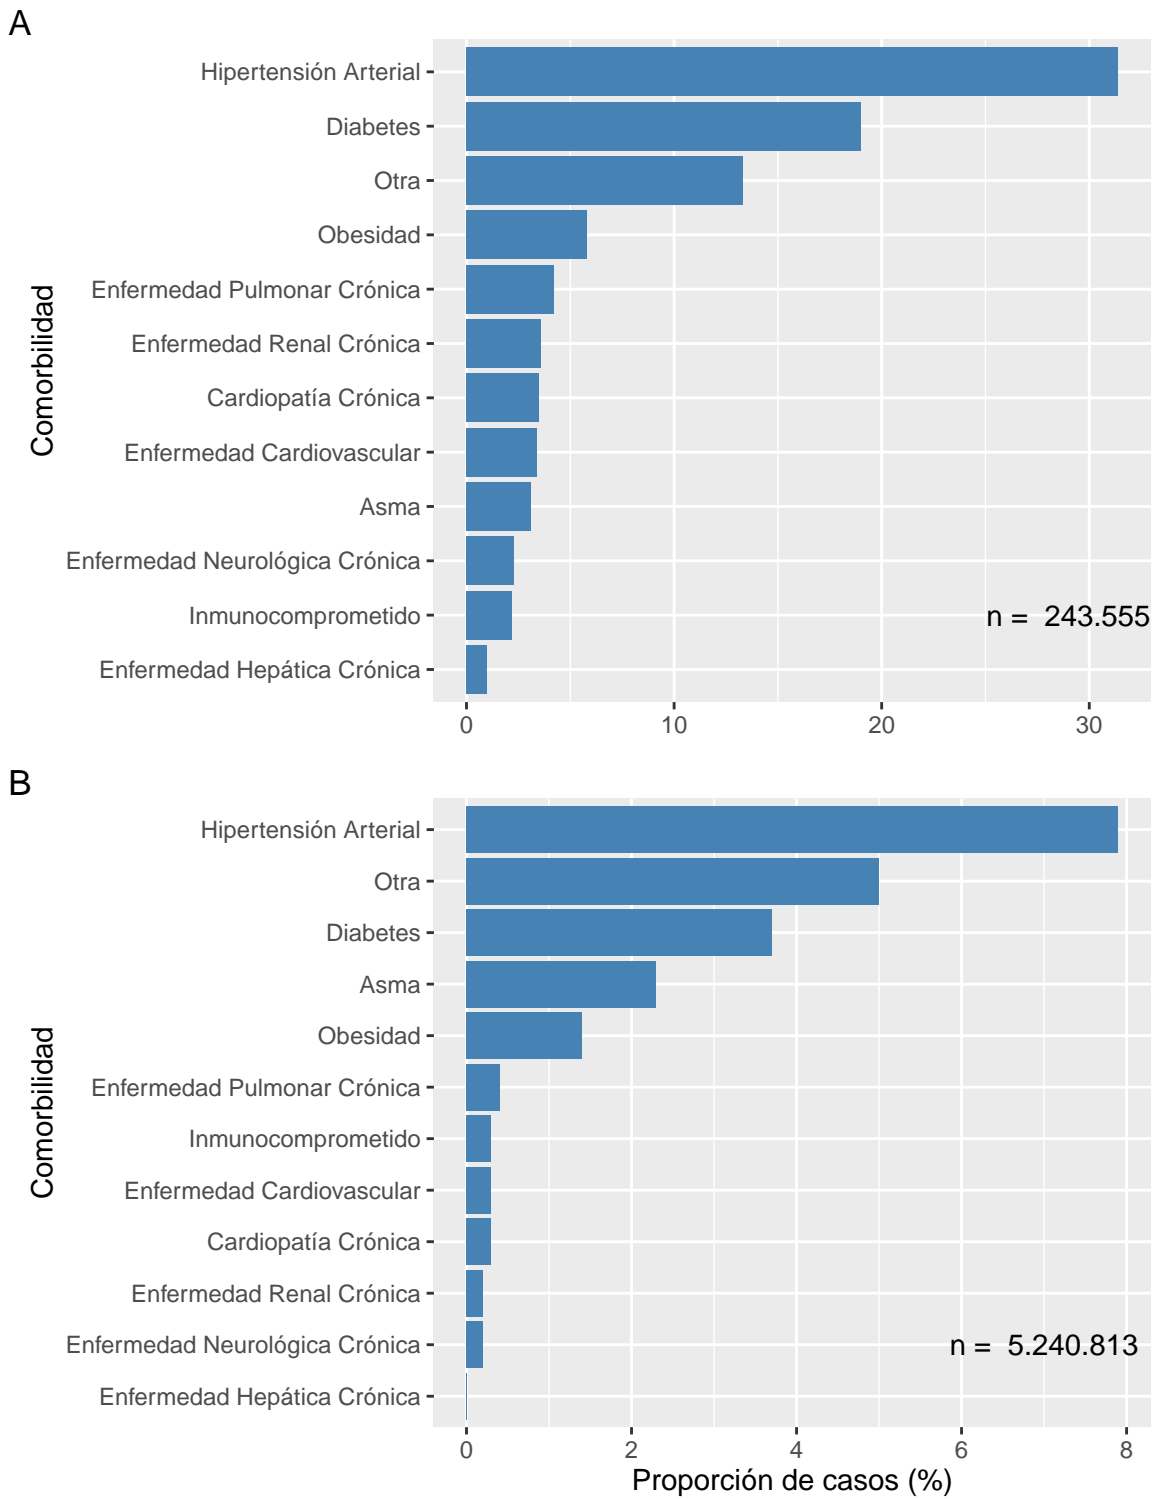 A
Comorbilidad
Hipertensión Arterial
Diabetes
Otra
Obesidad
Enfermedad Pulmonar Crónica
Enfermedad Renal Crónica
Cardiopatía Crónica
Enfermedad Cardiovascular
Asma
Enfermedad Neurológica Crónica
Inmunocomprometido
n = 243.555
Enfermedad Hepática Crónica
0 10 20 30
B
Comorbilidad
Hipertensión Arterial
Otra
Diabetes
Asma
Obesidad
Enfermedad Pulmonar Crónica
Inmunocomprometido
Enfermedad Cardiovascular
Cardiopatía Crónica
Enfermedad Renal Crónica
Enfermedad Neurológica Crónica
n = 5.240.813
Enfermedad Hepática Crónica
0 2 4 6 8
Proporción de casos (%)